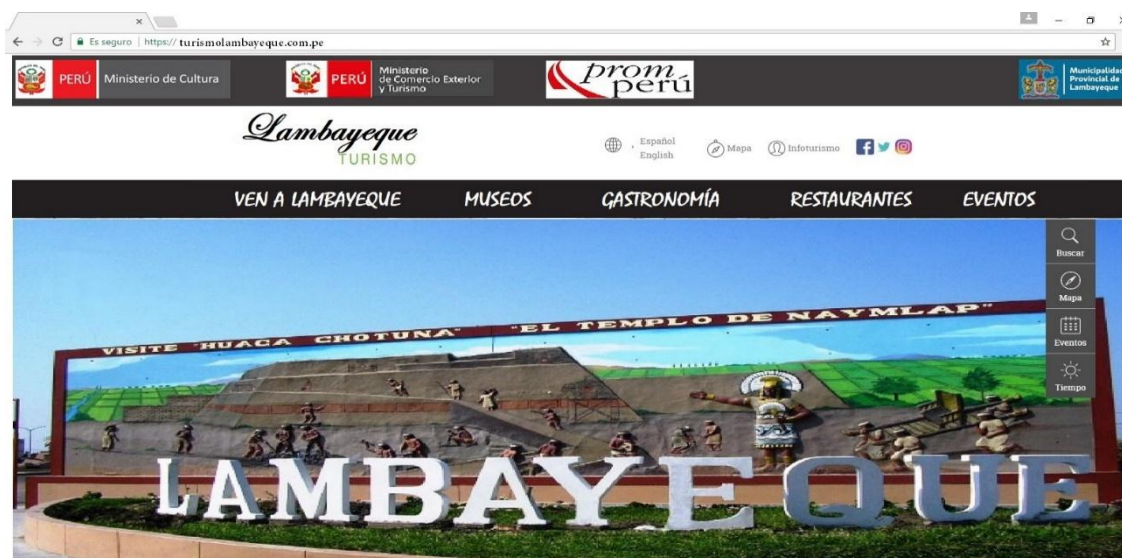 Es seguro | https:// turismolambayeque.com.pe
PERÚ Ministerio de Cultura
PERÚ Ministerio de Comercio Exterior y Turismo
prom perú
Municipalidad Provincial de Lambayeque
Lambayeque
TURISMO
Español
English
Mapa
Infoturismo
VEN A LAMBAYEQUE MUSEOS GASTRONOMÍA RESTAURANTES EVENTOS
Buscar
Mapa
Eventos
Tiempo
VISITE "HUACA CHOTUNA" "EL TEMPLO DE NAYMLAP"
LAMBAYEQUE